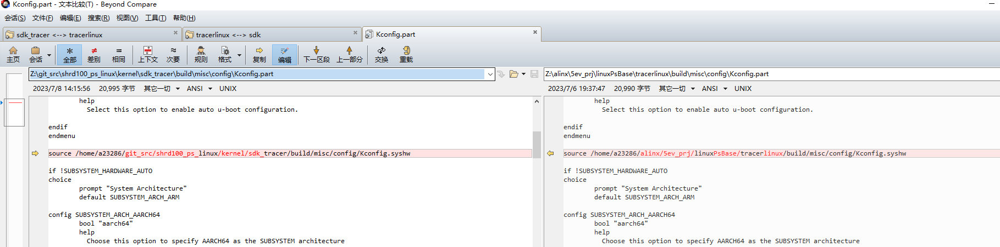 Kconfig.part - 文本比较(T) - Beyond Compare
会话(S) 文件(F) 编辑(E) 搜索(R) 视图(V) 工具(T) 帮助(H)
sdk_tracer <--> tracerlinux × tracerlinux <--> sdk × Kconfig.part ×
主页 会话 全部 差别 相同 上下文 次要 规则 格式 复制 编辑 下一区段 上一部分 交换 重载
Z:\git_src\shrd100_ps_linux\kernel\sdk_tracer\build\misc\config\Kconfig.part
2023/7/8 14:15:56 20,995 字节 其它一切 ANSI UNIX
help
Select this option to enable auto u-boot configuration.
endif
endmenu
source /home/a23286/git_src/shrd100_ps_linux/kernel/sdk_tracer/build/misc/config/Kconfig.syshw
if !SUBSYSTEM_HARDWARE_AUTO
choice
prompt "System Architecture"
default SUBSYSTEM_ARCH_ARM
config SUBSYSTEM_ARCH_AARCH64
bool "aarch64"
help
Choose this option to specify AARCH64 as the SUBSYSTEM architecture
Z:\alinx\5ev_prj\linuxPsBase\tracerlinux\build\misc\config\Kconfig.part
2023/7/6 19:37:47 20,990 字节 其它一切 ANSI UNIX
help
Select this option to enable auto u-boot configuration.
endif
endmenu
source /home/a23286/alinx/5ev_prj/linuxPsBase/tracerlinux/build/misc/config/Kconfig.syshw
if !SUBSYSTEM_HARDWARE_AUTO
choice
prompt "System Architecture"
default SUBSYSTEM_ARCH_ARM
config SUBSYSTEM_ARCH_AARCH64
bool "aarch64"
help
Choose this option to specify AARCH64 as the SUBSYSTEM architecture